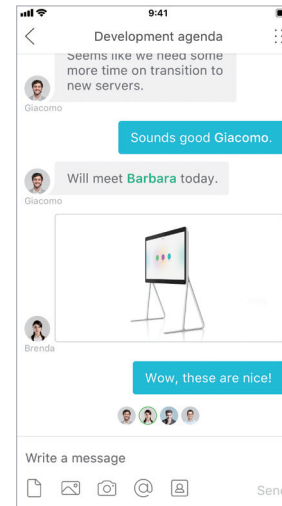 9:41
Development agenda
Seems like we need some
more time on transition to
new servers.
Giacomo
Sounds good Giacomo.
Will meet Barbara today.
Giacomo
Brenda
Wow, these are nice!
Write a message
Send